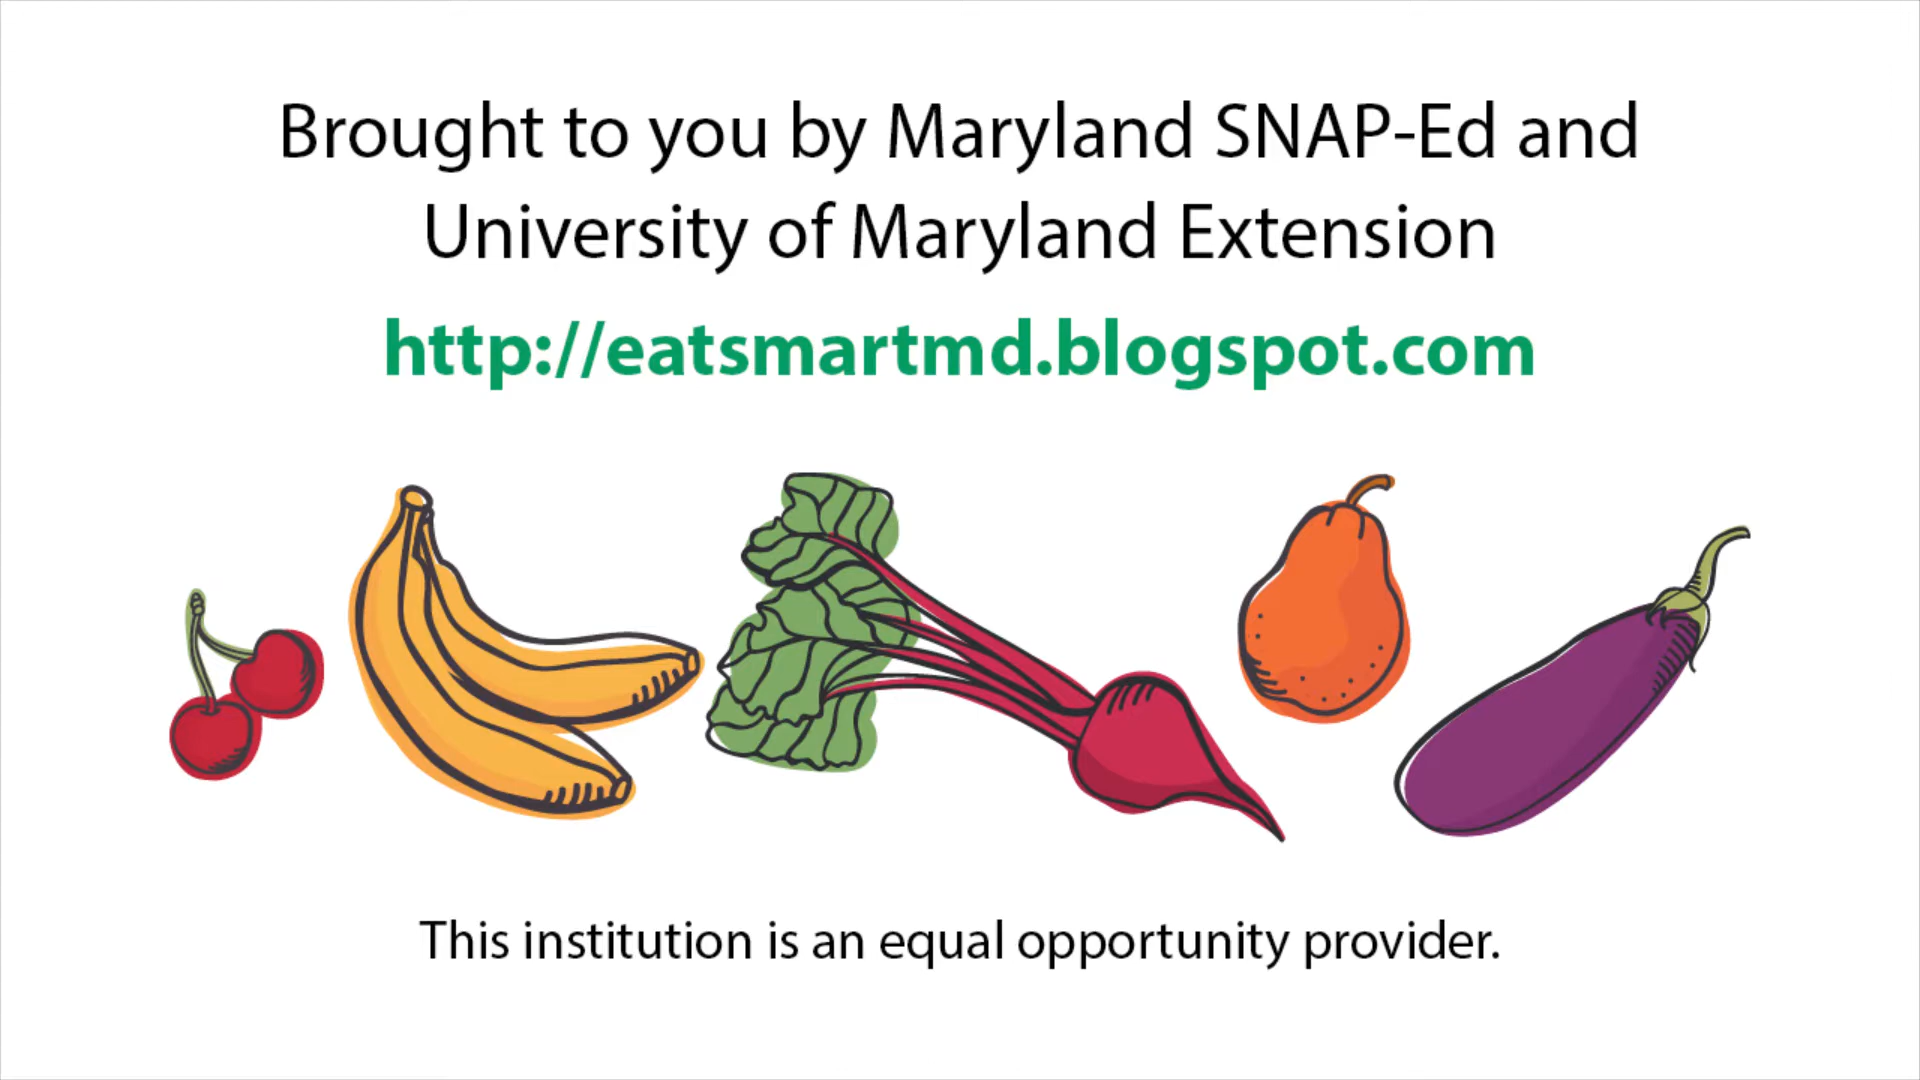 Brought to you by Maryland SNAP-Ed and
University of Maryland Extension
http://eatsmartmd.blogspot.com
This institution is an equal opportunity provider.